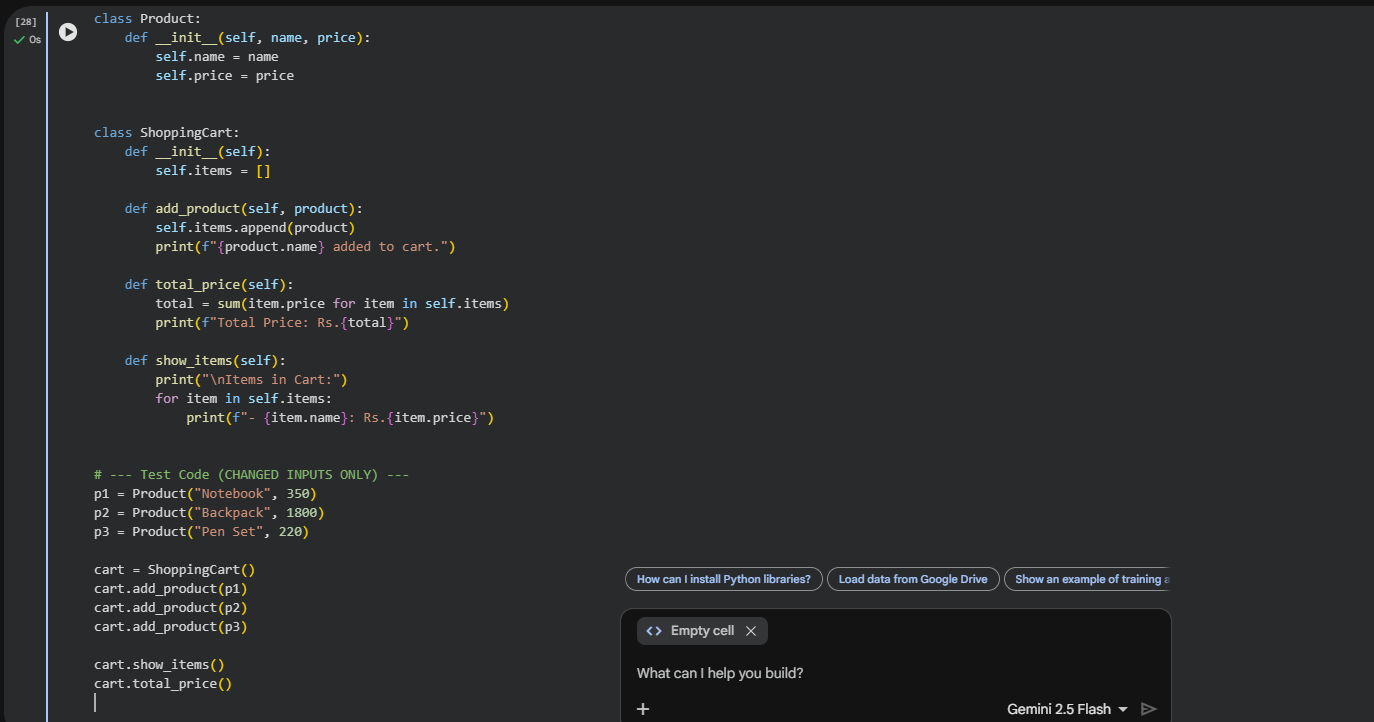 [28]
0s
class Product:
    def __init__(self, name, price):
        self.name = name
        self.price = price
class ShoppingCart:
    def __init__(self):
        self.items = []
    def add_product(self, product):
        self.items.append(product)
        print(f"{product.name} added to cart.")
    def total_price(self):
        total = sum(item.price for item in self.items)
        print(f"Total Price: Rs.{total}")
    def show_items(self):
        print("\nItems in Cart:")
        for item in self.items:
            print(f"- {item.name}: Rs.{item.price}")
# --- Test Code (CHANGED INPUTS ONLY) ---
p1 = Product("Notebook", 350)
p2 = Product("Backpack", 1800)
p3 = Product("Pen Set", 220)
cart = ShoppingCart()
cart.add_product(p1)
cart.add_product(p2)
cart.add_product(p3)
cart.show_items()
cart.total_price()
How can I install Python libraries?
Load data from Google Drive
Show an example of training a
Empty cell
What can I help you build?
Gemini 2.5 Flash